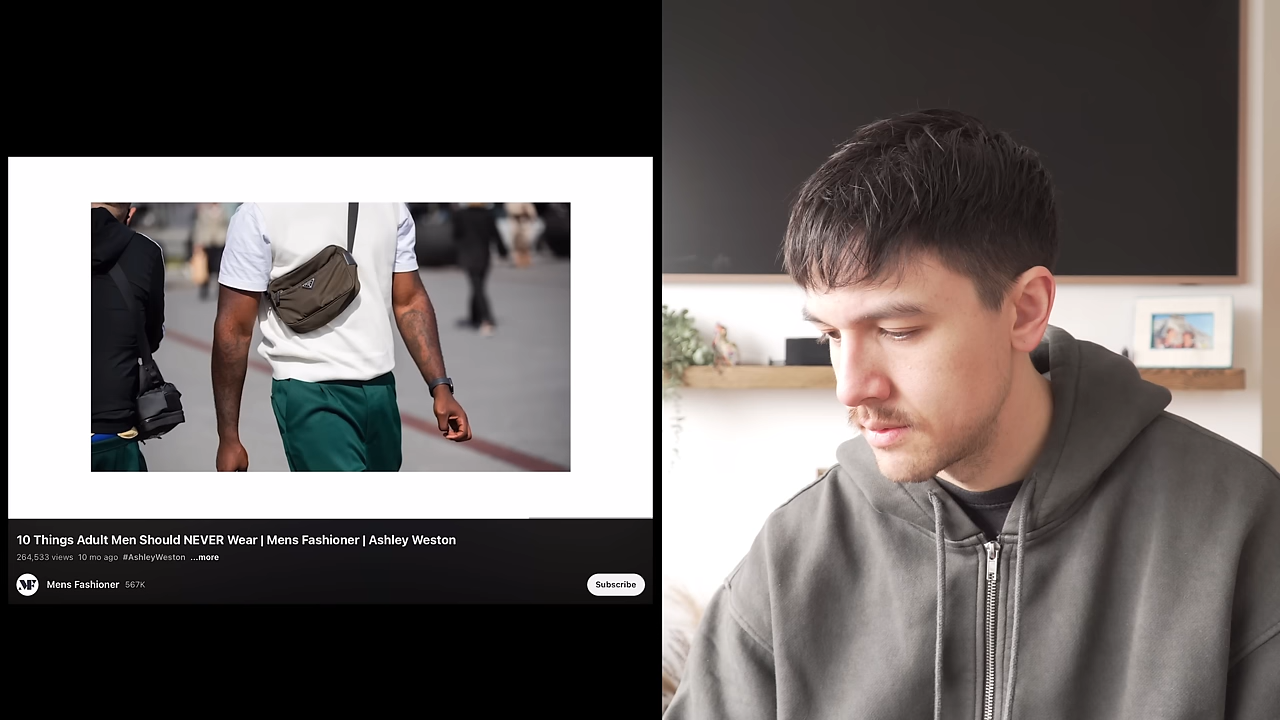 10 Things Adult Men Should NEVER Wear | Mens Fashioner | Ashley Weston
264,533 views 10 mo ago #AshleyWeston ...more
MF
Mens Fashioner 567K
Subscribe